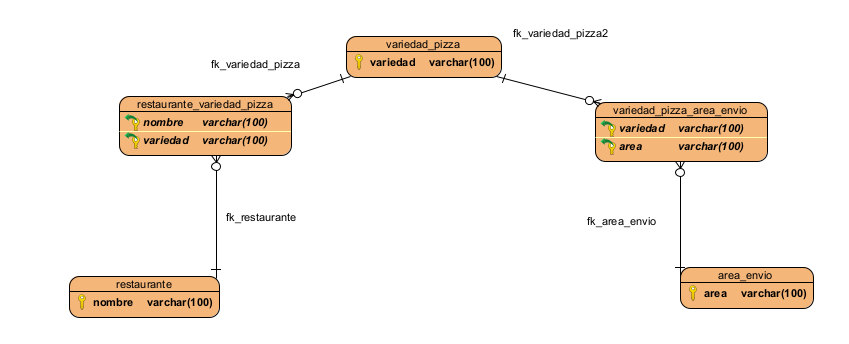 fk_variedad_pizza2
variedad_pizza
variedad varchar(100)
fk_variedad_pizza
restaurante_variedad_pizza
nombre varchar(100)
variedad varchar(100)
variedad_pizza_area_envio
variedad varchar(100)
area varchar(100)
fk_restaurante
fk_area_envio
restaurante
nombre varchar(100)
area_envio
area varchar(100)